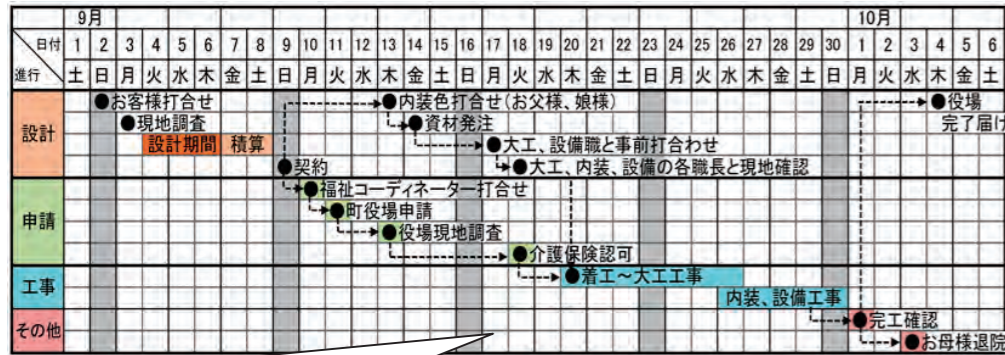 9月 10月
日付 1 2 3 4 5 6 7 8 9 10 11 12 13 14 15 16 17 18 19 20 21 22 23 24 25 26 27 28 29 30 1 2 3 4 5 6
進行 土 日 月 火 水 木 金 土 日 月 火 水 木 金 土 日 月 火 水 木 金 土 日 月 火 水 木 金 土 日 月 火 水 木 金 土
設計
●お客様打合せ ●内装色打合せ(お父様、娘様) ●役場
●現地調査 ●資材発注 完了届け
設計期間 積算 ●大工、設備職と事前打合わせ
●契約 ●大工、内装、設備の各職長と現地確認
申請
●福祉コーディネーター打合せ
●町役場申請
●役場現地調査
●介護保険認可
工事
●着工～大工工事
内装、設備工事
その他
●完工確認
●お母様退院